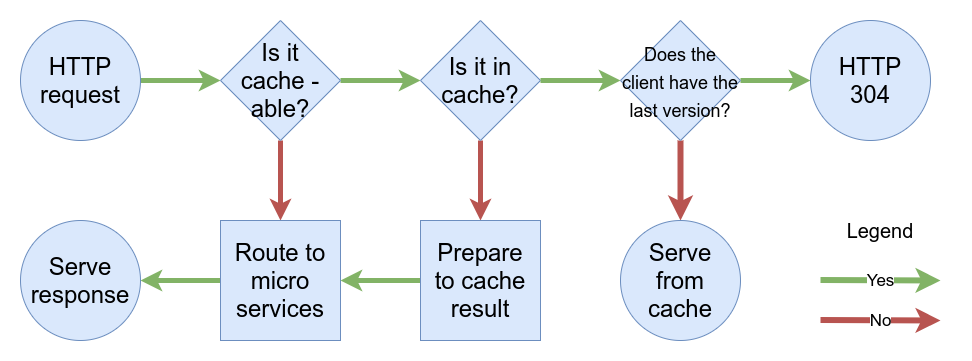 HTTP
request
Is it
cache -
able?
Is it in
cache?
Does the
client have the
last version?
HTTP
304
Serve
response
Route to
micro
services
Prepare
to cache
result
Serve
from
cache
Legend
Yes
No